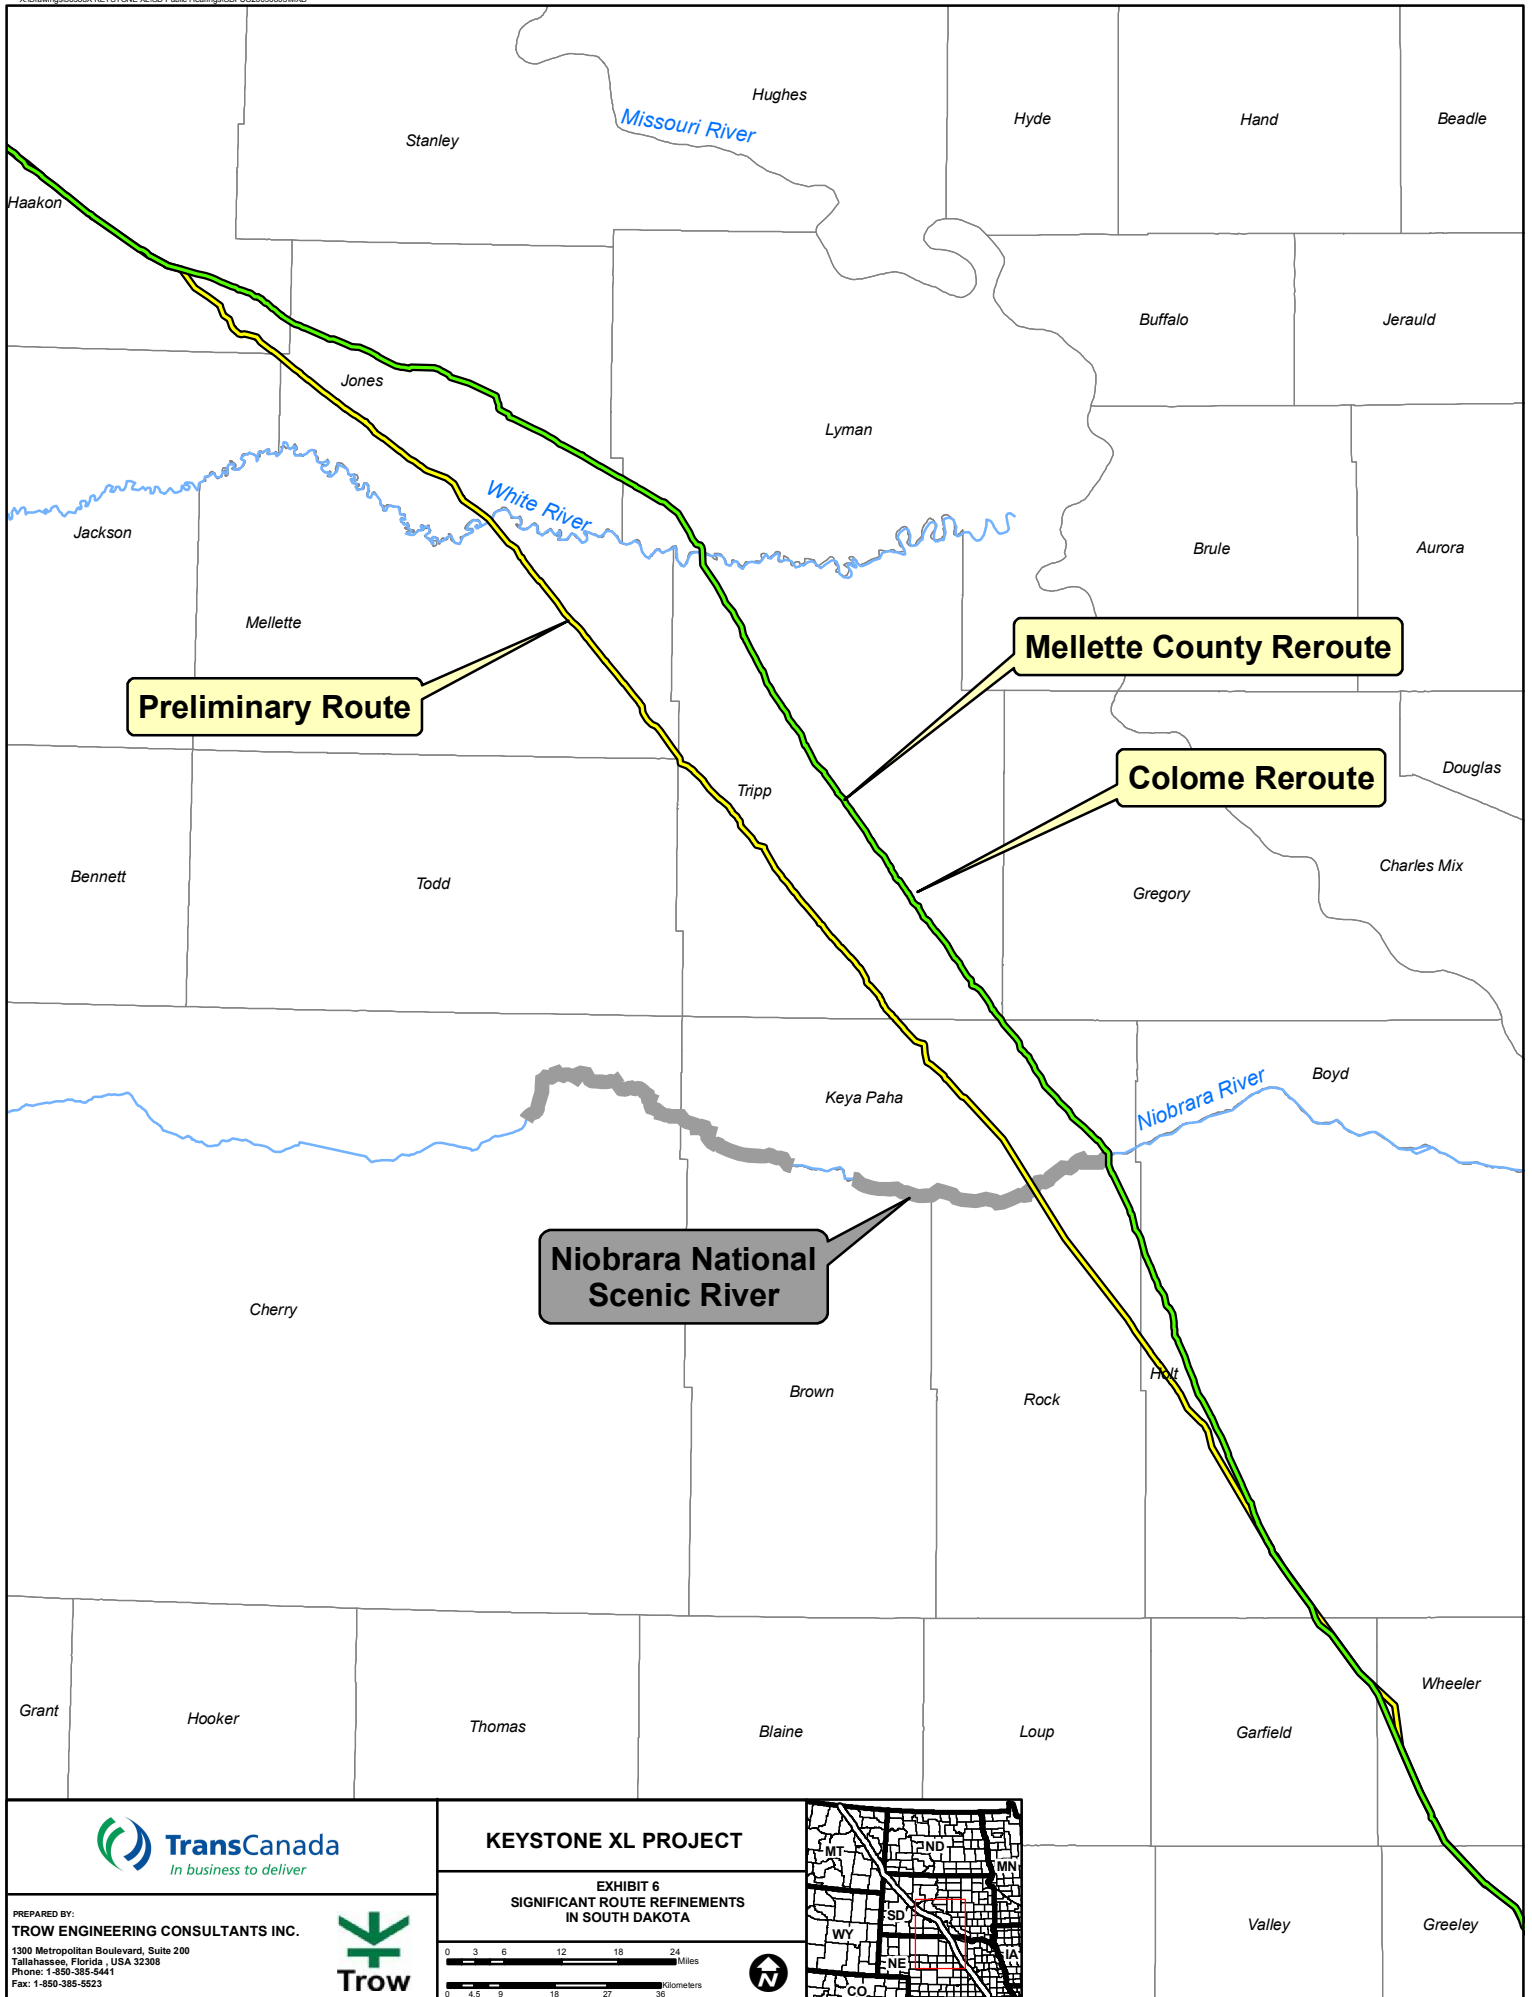 Hughes
Missouri River
Hyde
Hand
Beadle
Stanley
Haakon
Buffalo
Jerauld
Jones
Lyman
White River
Jackson
Brule
Aurora
Mellette
Mellette County Reroute
Preliminary Route
Colome Reroute
Douglas
Tripp
Charles Mix
Bennett
Todd
Gregory
Boyd
Niobrara River
Keya Paha
Niobrara National
Scenic River
Cherry
Holt
Brown
Rock
Wheeler
Grant
Hooker
Thomas
Blaine
Loup
Garfield
Valley
Greeley
TransCanada
In business to deliver
PREPARED BY:
TROW ENGINEERING CONSULTANTS INC.
1300 Metropolitan Boulevard, Suite 200
Tallahassee, Florida , USA 32308
Phone: 1-850-385-5441
Fax: 1-850-385-5523
Trow
KEYSTONE XL PROJECT
EXHIBIT 6
SIGNIFICANT ROUTE REFINEMENTS
IN SOUTH DAKOTA
0 3 6 12 18 24
Miles
Kilometers
0 4.5 9 18 27 36
N
MT
ND
MN
SD
WY
NE
IA
CO